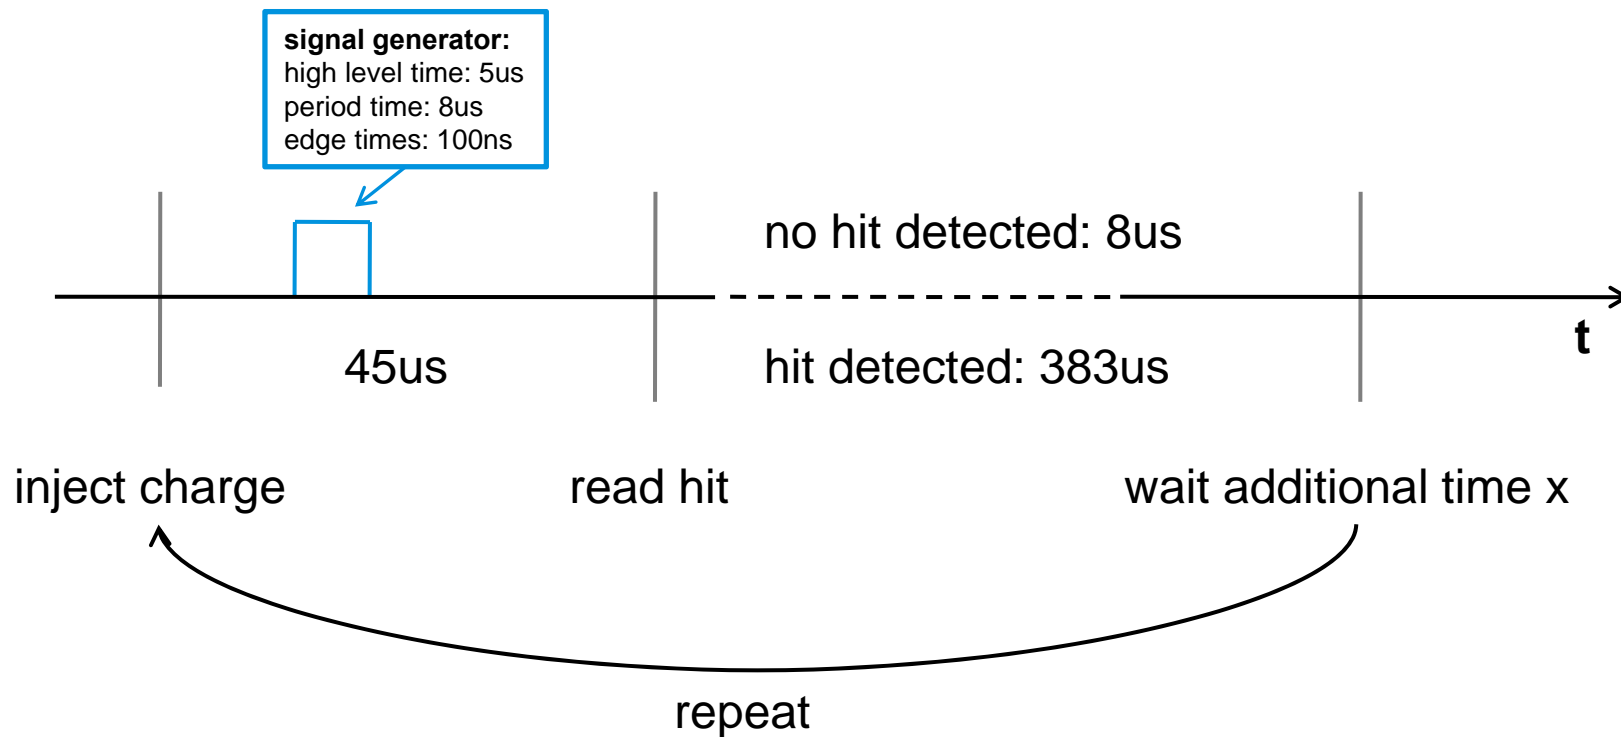 signal generator:
high level time: 5us
period time: 8us
edge times: 100ns
no hit detected: 8us
t
45us
hit detected: 383us
inject charge
read hit
wait additional time x
repeat